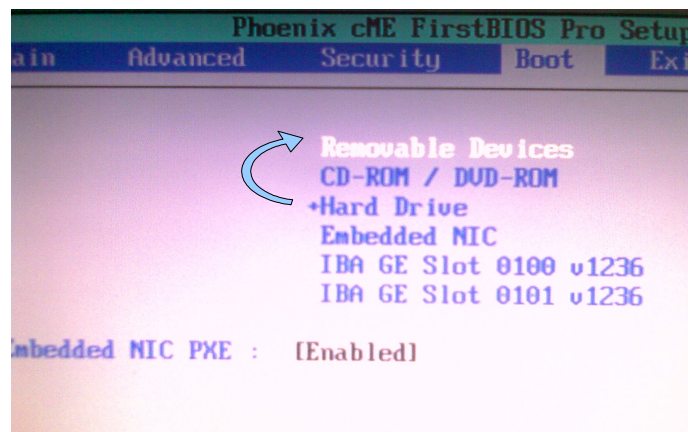 Phoenix cME FirstBIOS Pro Setup
ain Advanced Security Boot Exi
Removable Devices
CD-ROM / DVD-ROM
+Hard Drive
Embedded NIC
IBA GE Slot 0100 v1236
IBA GE Slot 0101 v1236
Embedded NIC PXE : [Enabled]